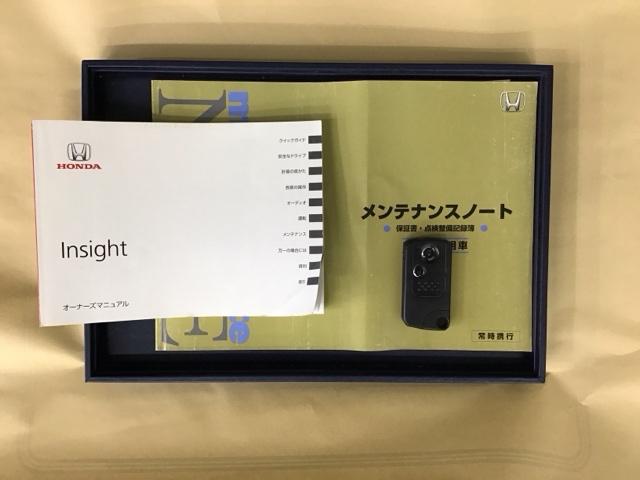 HONDA
Insight
オーナーズマニュアル
クイックガイド
安全なドライブ
計器の見かた
各部の操作
オーディオ
運転
メンテナンス
万一の場合には
資料
索引
メンテナンスノート
保証書・点検整備記録簿
用車
常時携行